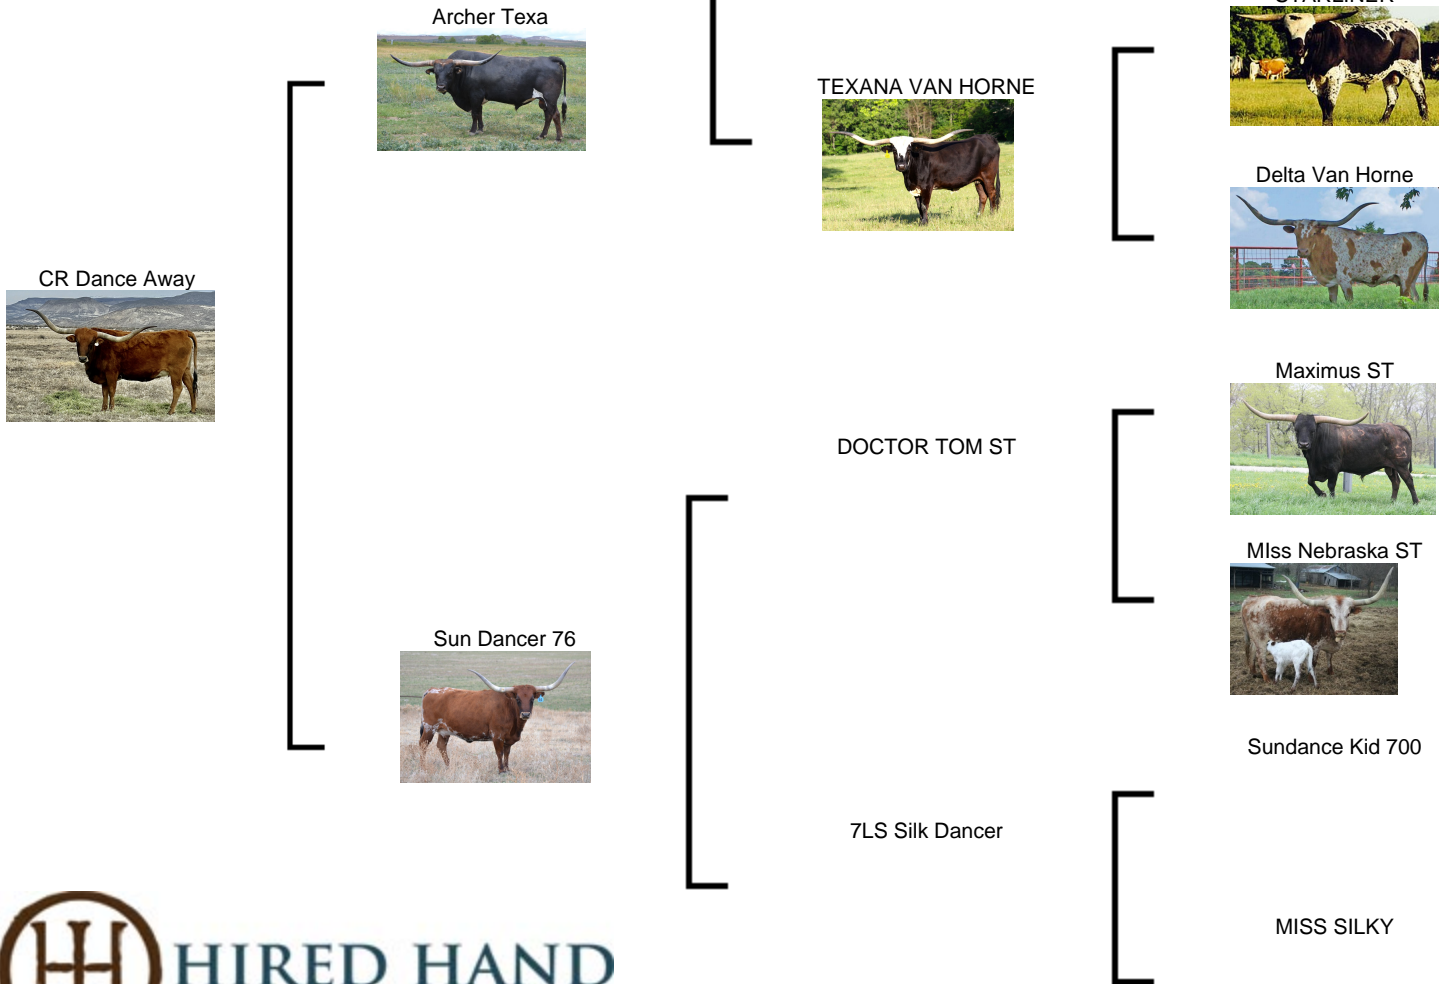 Archer Texa
TEXANA VAN HORNE
Delta Van Horne
CR Dance Away
Maximus ST
DOCTOR TOM ST
MIss Nebraska ST
Sun Dancer 76
Sundance Kid 700
7LS Silk Dancer
MISS SILKY
HIRED HAND